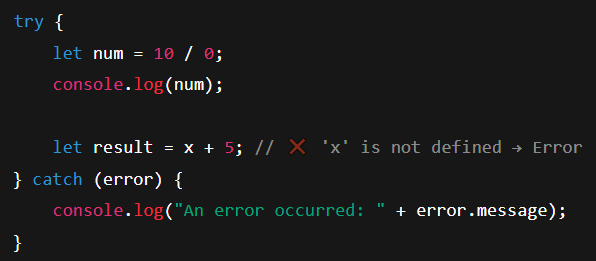 try {
    let num = 10 / 0;
    console.log(num);

    let result = x + 5; // ❌ 'x' is not defined → Error
} catch (error) {
    console.log("An error occurred: " + error.message);
}